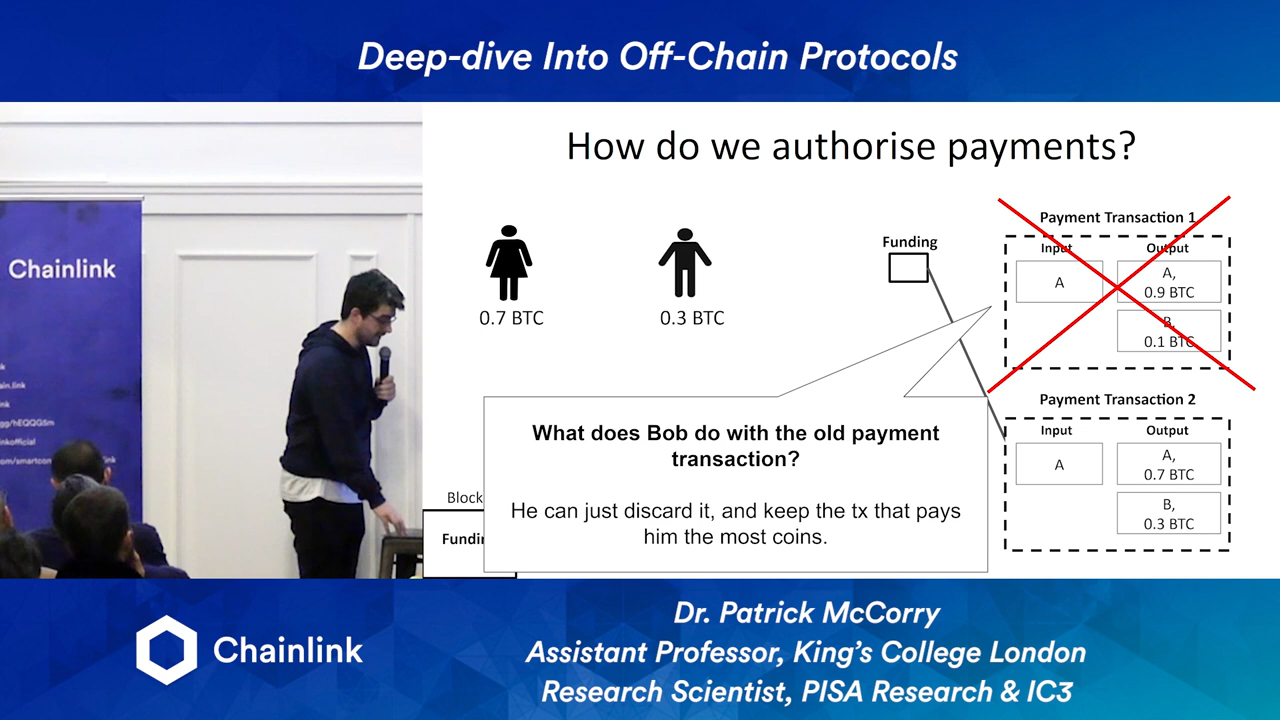 Deep-dive Into Off-Chain Protocols
How do we authorise payments?
Chainlink
0.7 BTC
0.3 BTC
Funding
Payment Transaction 1
Input
Output
A
A,
0.9 BTC
B,
0.1 BTC
Payment Transaction 2
Input
Output
A
A,
0.7 BTC
B,
0.3 BTC
What does Bob do with the old payment
transaction?
He can just discard it, and keep the tx that pays
him the most coins.
Block
Chainlink
Dr. Patrick McCorry
Assistant Professor, King's College London
Research Scientist, PISA Research & IC3